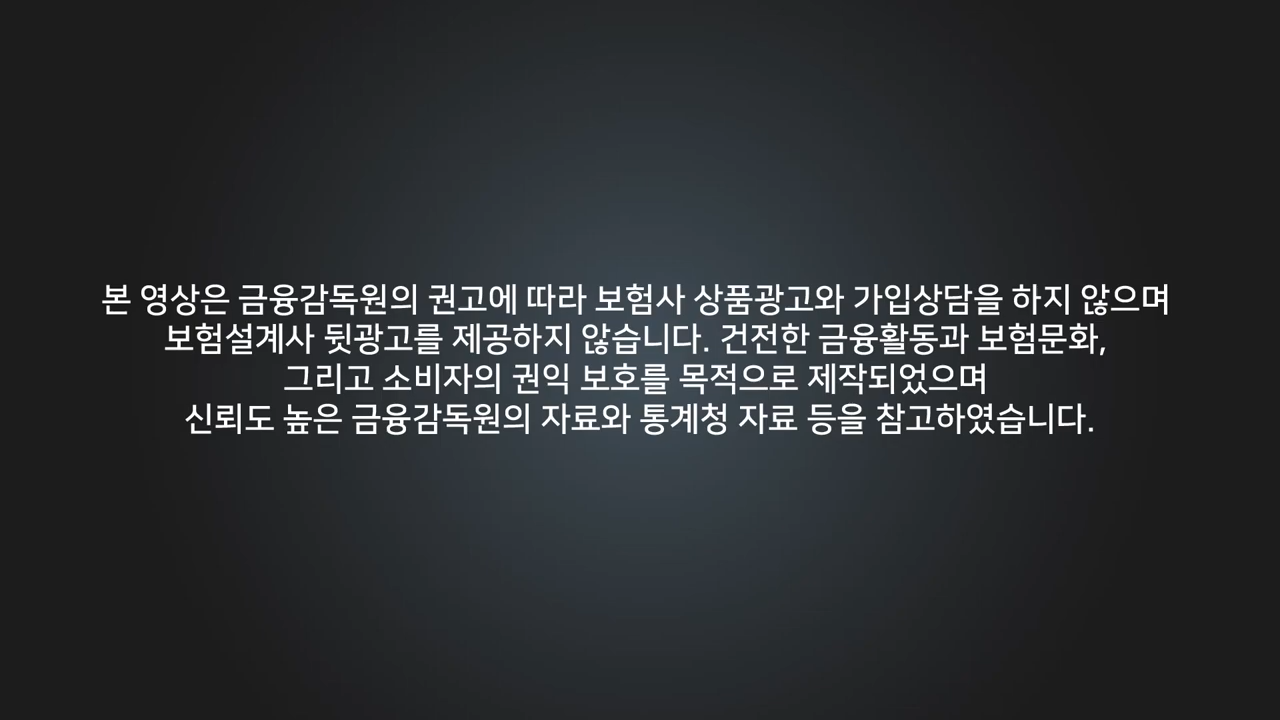 본 영상은 금융감독원의 권고에 따라 보험사 상품광고와 가입상담을 하지 않으며
보험설계사 뒷광고를 제공하지 않습니다. 건전한 금융활동과 보험문화,
그리고 소비자의 권익 보호를 목적으로 제작되었으며
신뢰도 높은 금융감독원의 자료와 통계청 자료 등을 참고하였습니다.